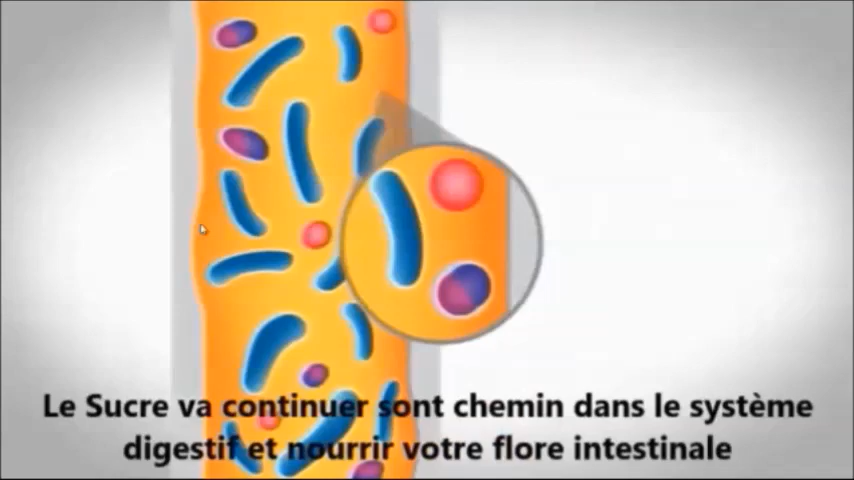 Le Sucre va continuer sont chemin dans le système
digestif et nourrir votre flore intestinale